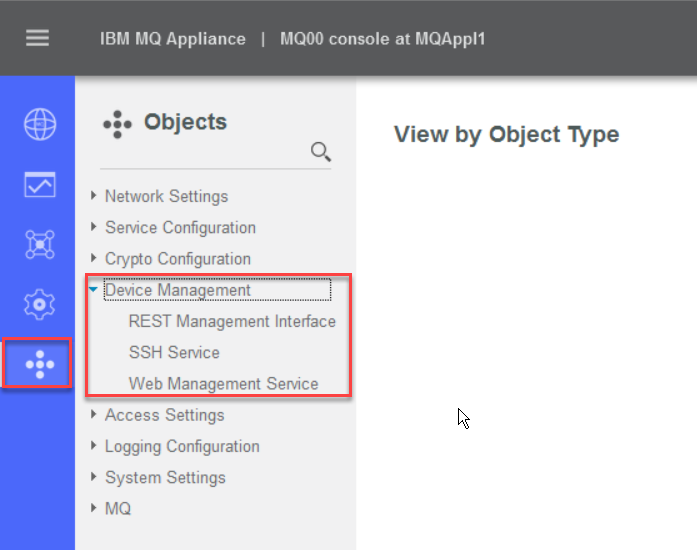 IBM MQ Appliance | MQ00 console at MQAppl1
Objects
Network Settings
Service Configuration
Crypto Configuration
Device Management
REST Management Interface
SSH Service
Web Management Service
Access Settings
Logging Configuration
System Settings
MQ
View by Object Type